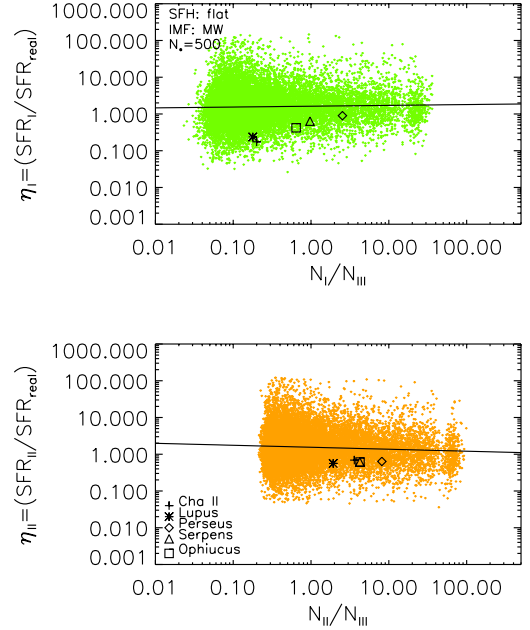 SFH: flat
IMF: MW
N*=500
1000.000
100.000
10.000
1.000
0.100
0.010
0.001
η_I=(SFR_I/SFR_real)
0.01 0.10 1.00 10.00 100.00
N_I/N_III
1000.000
100.000
10.000
1.000
0.100
0.010
0.001
η_II=(SFR_II/SFR_real)
Cha II
Lupus
Perseus
Serpens
Ophiucus
0.01 0.10 1.00 10.00 100.00
N_II/N_III